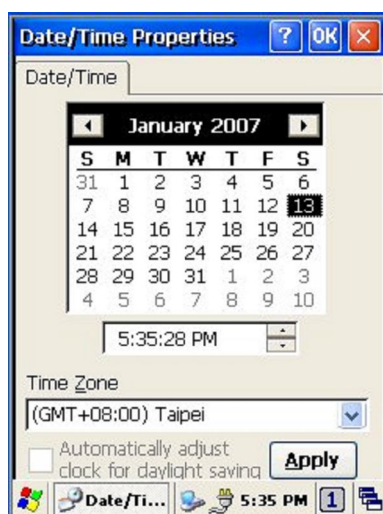 Date/Time Properties ? OK ×
Date/Time
January 2007
S M T W T F S
31 1 2 3 4 5 6
7 8 9 10 11 12 13
14 15 16 17 18 19 20
21 22 23 24 25 26 27
28 29 30 31 1 2 3
4 5 6 7 8 9 10
5:35:28 PM
Time Zone
(GMT+08:00) Taipei
Automatically adjust
clock for daylight saving
Apply
Date/Ti... 5:35 PM 1